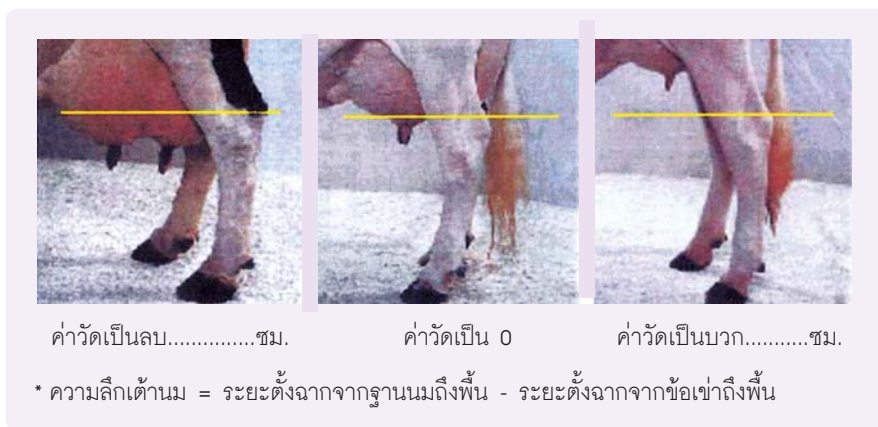 ค่าวัดเป็นลบ...............ซม.
ค่าวัดเป็น 0
ค่าวัดเป็นบวก...........ซม.
* ความลึกเต้านม = ระยะตั้งฉากจากฐานนมถึงพื้น - ระยะตั้งฉากจากข้อเข่าถึงพื้น